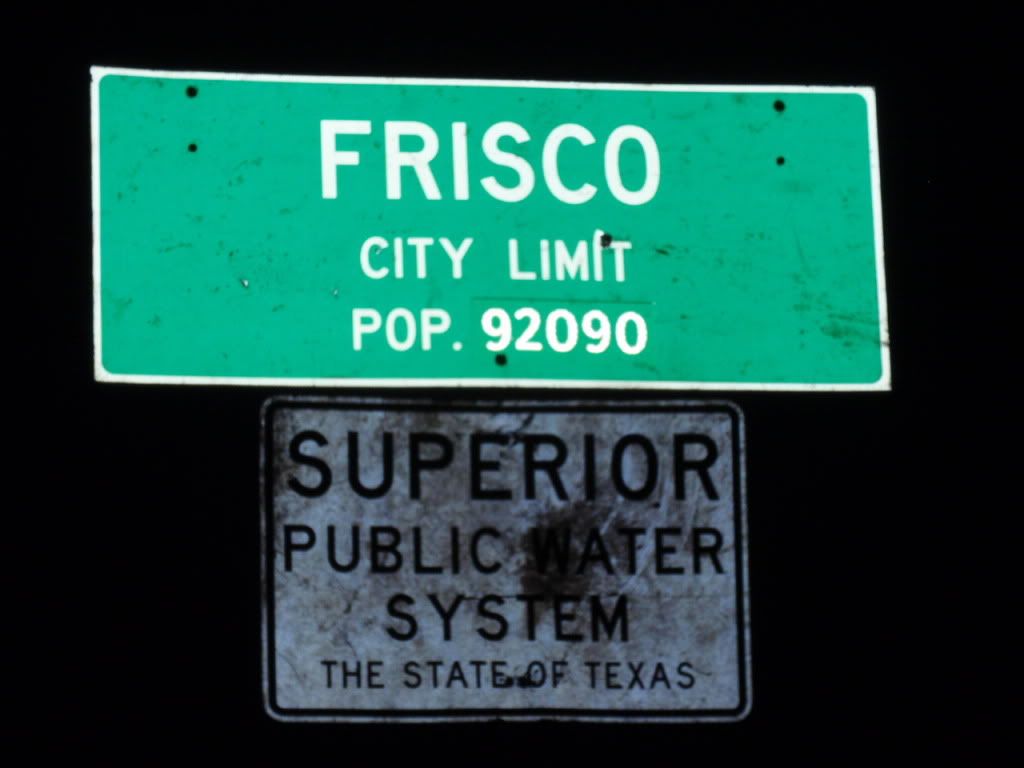 FRISCO
CITY LIMIT
POP. 92090
SUPERIOR
PUBLIC WATER
SYSTEM
THE STATE OF TEXAS